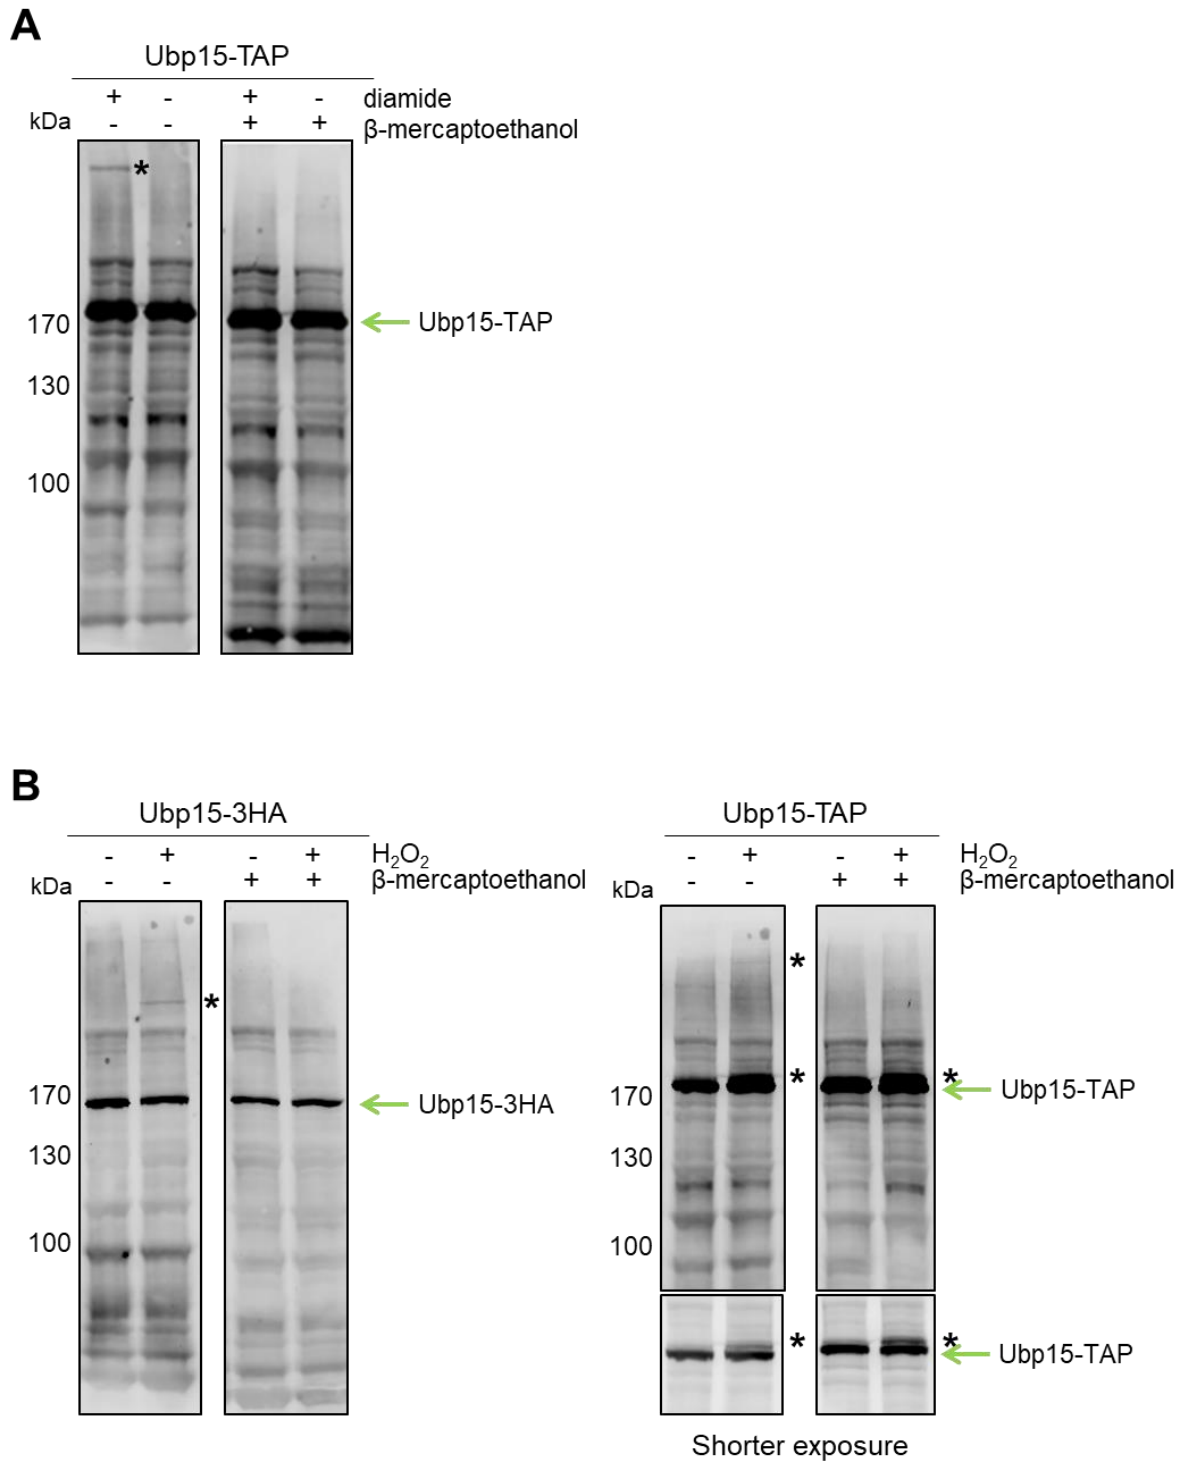 A
Ubp15-TAP
+ - + - diamide
kDa - - + + β-mercaptoethanol
*
170
Ubp15-TAP
130
100
B
Ubp15-3HA
- + - + H₂O₂
kDa - - + + β-mercaptoethanol
*
170
Ubp15-3HA
130
100
Ubp15-TAP
- + - + H₂O₂
kDa - - + + β-mercaptoethanol
*
* *
170
Ubp15-TAP
130
100
* *
Ubp15-TAP
Shorter exposure